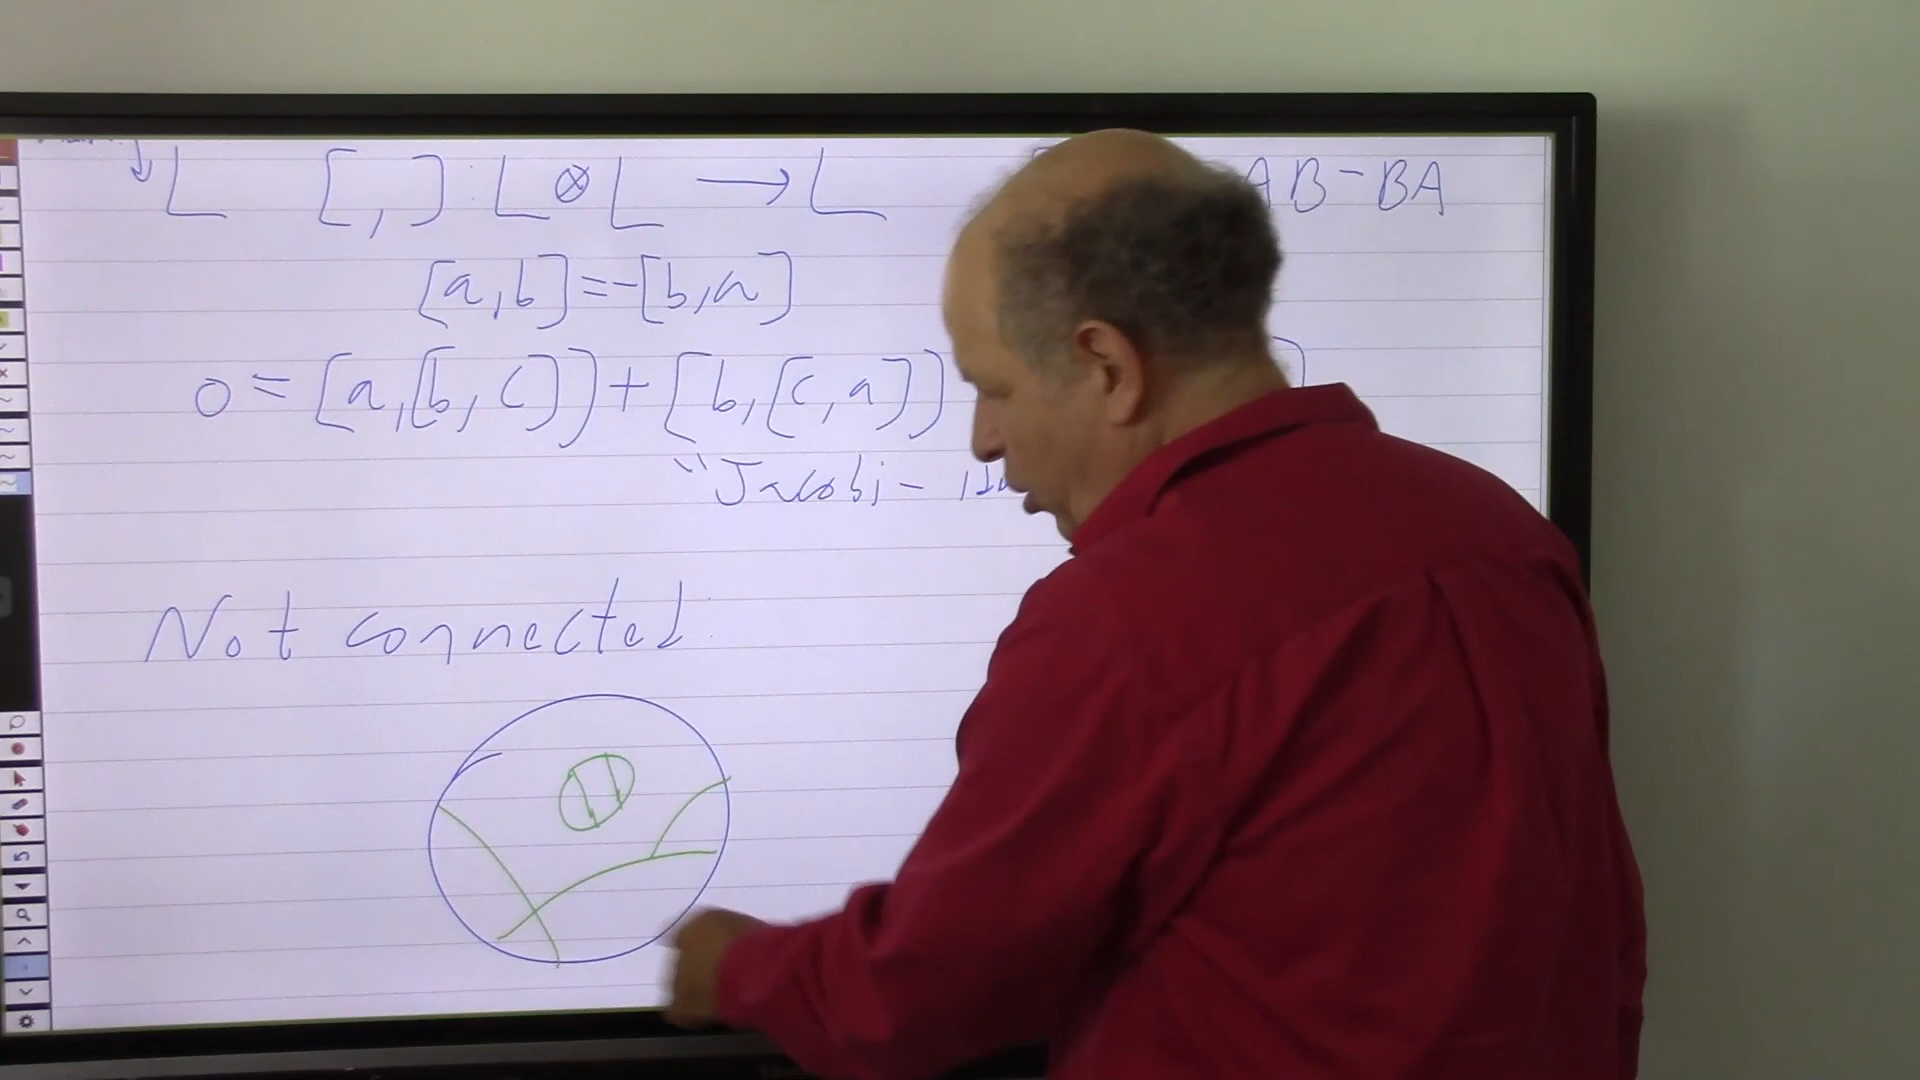 L [,] : L ⊗ L → L AB-BA
[a,b]=-[b,a]
0 = [a,[b,c]]+[b,[c,a]]
"Jacobi-
Not connected: